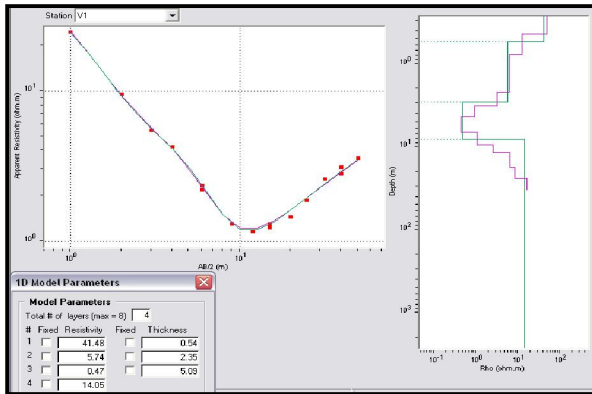 Station V1
Apparent Resistivity (ohm.m)
10¹
10⁰
10⁰
10¹
AB/2 (m)
Depth (m)
10⁰
10¹
10²
10³
10⁻¹
10⁰
10¹
10²
Rho (ohm.m)
1D Model Parameters
Model Parameters
Total # of layers (max = 8) 4
# Fixed Resistivity Fixed Thickness
1 41.48 0.54
2 5.74 2.35
3 0.47 5.09
4 14.05